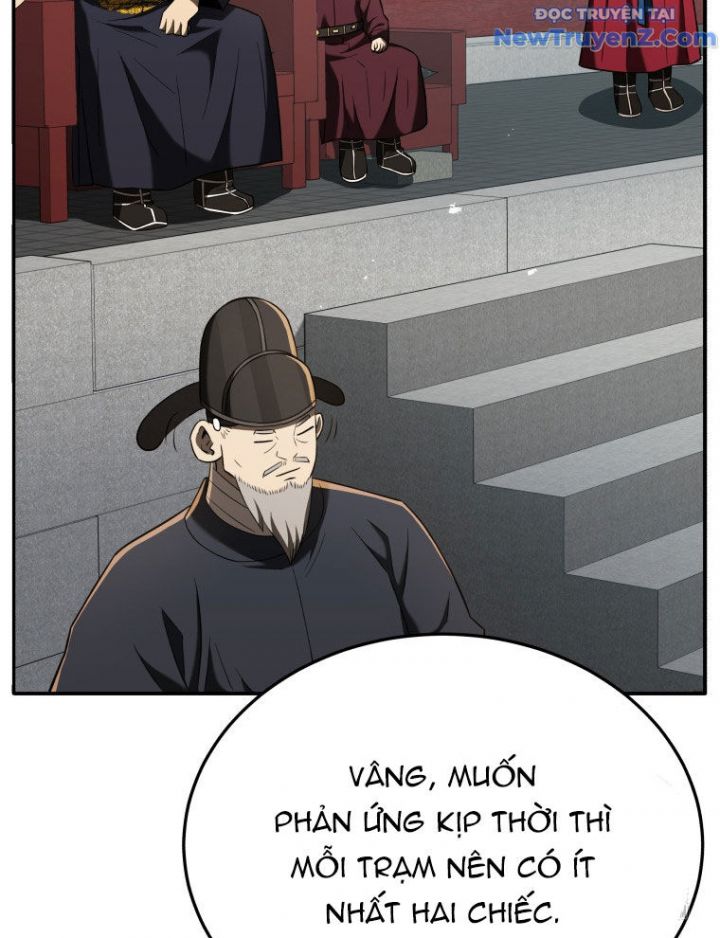 ĐỌC TRUYỆN TẠI
NewTruyenZ.com
VÂNG, MUỐN
PHẢN ỨNG KỊP THỜI THÌ
MỖI TRẠM NÊN CÓ ÍT
NHẤT HAI CHIẾC.